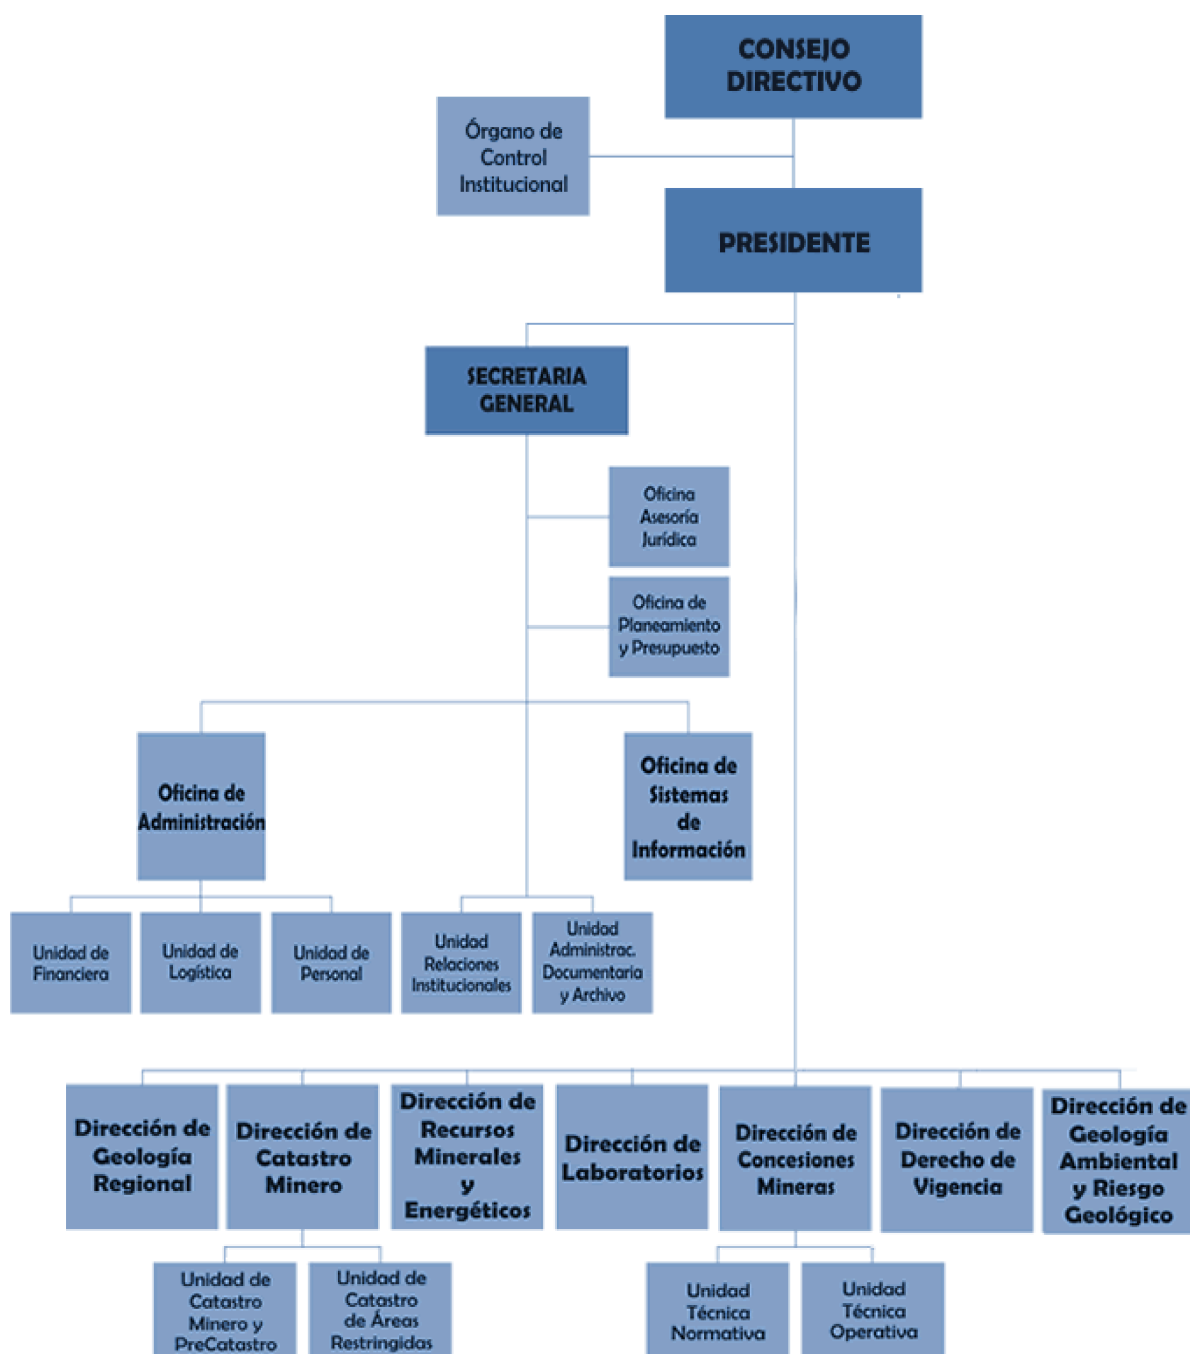 CONSEJO
DIRECTIVO
Órgano de
Control
Institucional
PRESIDENTE
SECRETARIA
GENERAL
Oficina
Asesoría
Jurídica
Oficina de
Planeamiento
y Presupuesto
Oficina de
Administración
Oficina de
Sistemas
de
Información
Unidad de
Financiera
Unidad de
Logística
Unidad de
Personal
Unidad
Relaciones
Institucionales
Unidad
Administrac.
Documentaria
y Archivo
Dirección de
Geología
Regional
Dirección de
Catastro
Minero
Dirección de
Recursos
Minerales
y
Energéticos
Dirección de
Laboratorios
Dirección de
Concesiones
Mineras
Dirección de
Derecho de
Vigencia
Dirección de
Geología
Ambiental
y Riesgo
Geológico
Unidad de
Catastro
Minero y
PreCatastro
Unidad de
Catastro
de Áreas
Restringidas
Unidad
Técnica
Normativa
Unidad
Técnica
Operativa